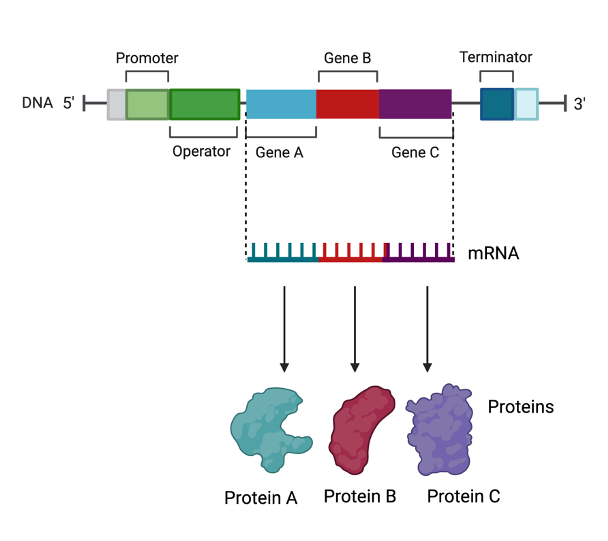 Promoter
Gene B
Terminator
DNA 5'
3'
Operator
Gene A
Gene C
mRNA
Proteins
Protein A
Protein B
Protein C